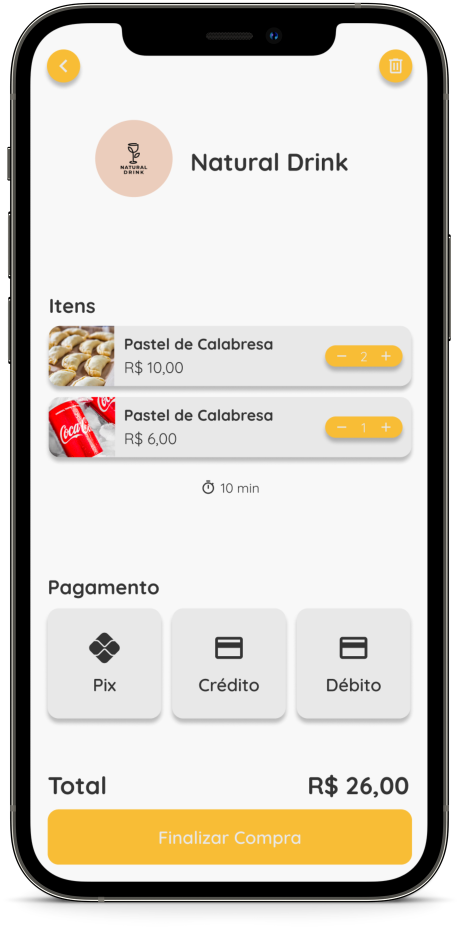 NATURAL
DRINK
Natural Drink
Itens
Pastel de Calabresa
R$ 10,00
− 2 +
Coca-Cola
Pastel de Calabresa
R$ 6,00
− 1 +
10 min
Pagamento
Pix
Crédito
Débito
Total R$ 26,00
Finalizar Compra